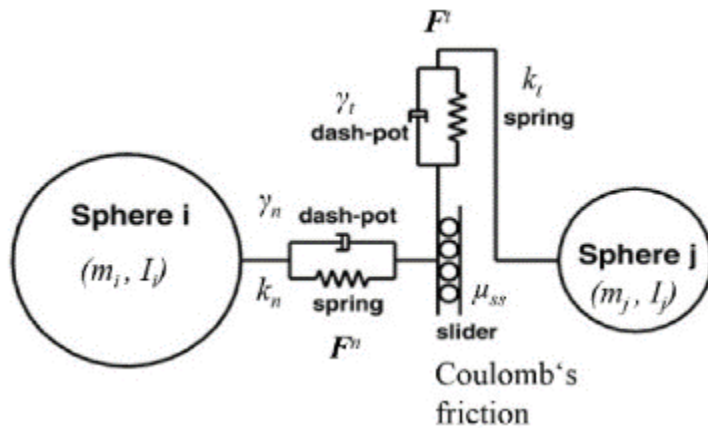 F^t
γ_t
dash-pot
k_t
spring
Sphere i
(m_i, I_i)
γ_n
dash-pot
k_n
spring
F^n
μ_ss
slider
Coulomb‘s
friction
Sphere j
(m_j, I_j)